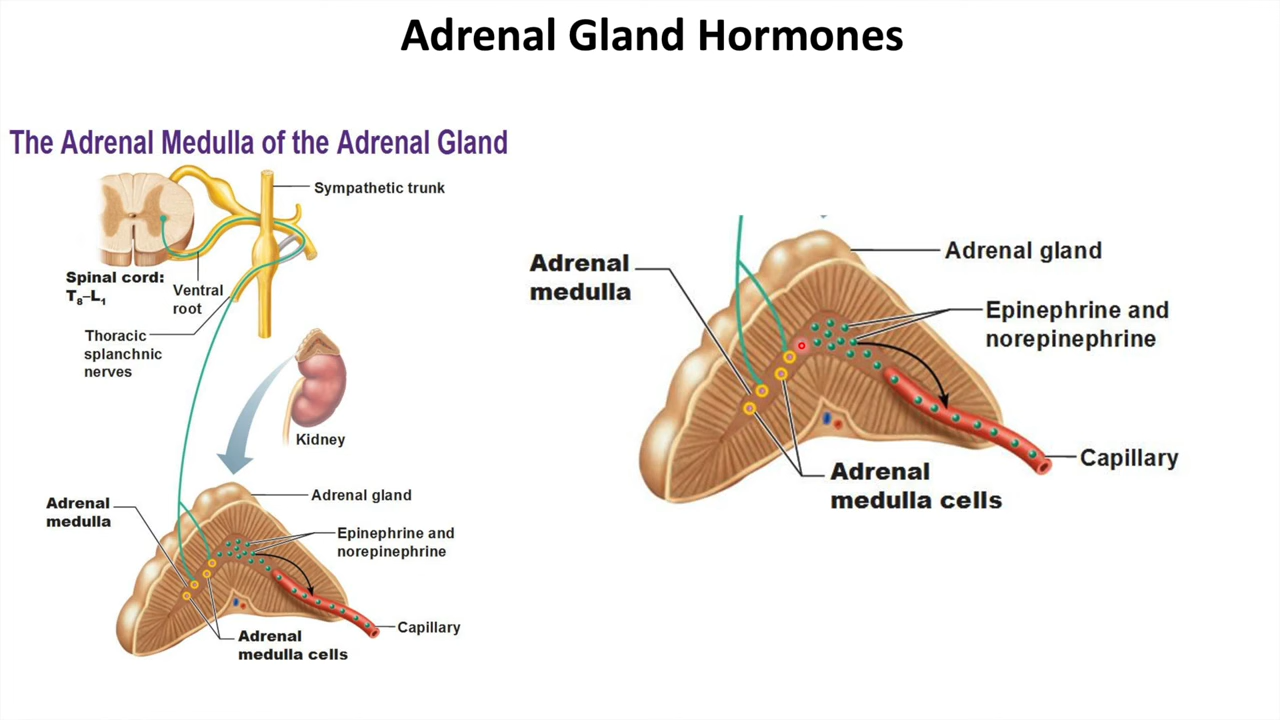 Adrenal Gland Hormones
The Adrenal Medulla of the Adrenal Gland
Sympathetic trunk
Spinal cord:
T8–L1
Ventral
root
Thoracic
splanchnic
nerves
Kidney
Adrenal
medulla
Adrenal gland
Epinephrine and
norepinephrine
Capillary
Adrenal
medulla cells
Adrenal
medulla
Adrenal gland
Epinephrine and
norepinephrine
Capillary
Adrenal
medulla cells